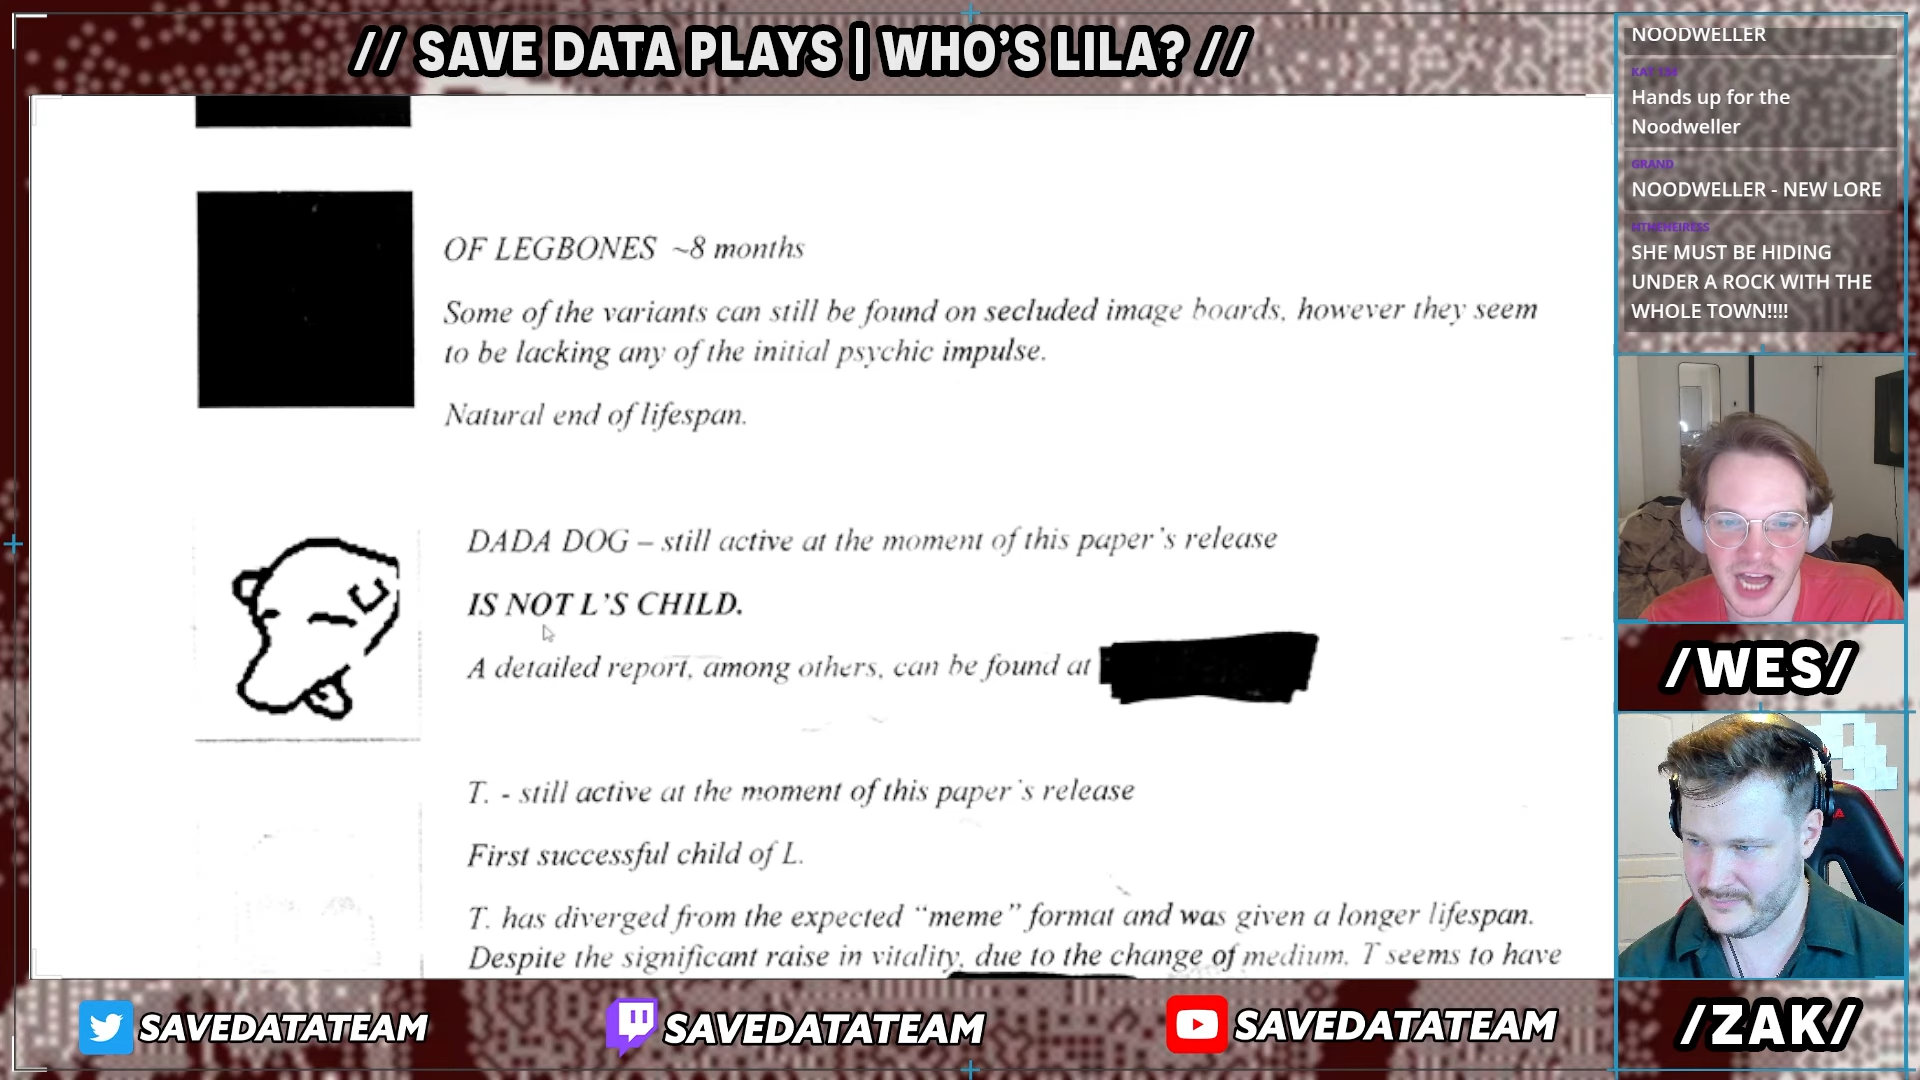 // SAVE DATA PLAYS | WHO'S LILA? //
OF LEGBONES ~8 months
Some of the variants can still be found on secluded image boards, however they seem
to be lacking any of the initial psychic impulse.
Natural end of lifespan.
DADA DOG – still active at the moment of this paper's release
IS NOT L'S CHILD.
A detailed report, among others, can be found at
T. - still active at the moment of this paper's release
First successful child of L.
T. has diverged from the expected “meme” format and was given a longer lifespan.
Despite the significant raise in vitality, due to the change of medium, T seems to have
NOODWELLER
Hands up for the
Noodweller
GRAND
NOODWELLER - NEW LORE
SHE MUST BE HIDING
UNDER A ROCK WITH THE
WHOLE TOWN!!!!
/WES/
/ZAK/
SAVEDATATEAM
SAVEDATATEAM
SAVEDATATEAM